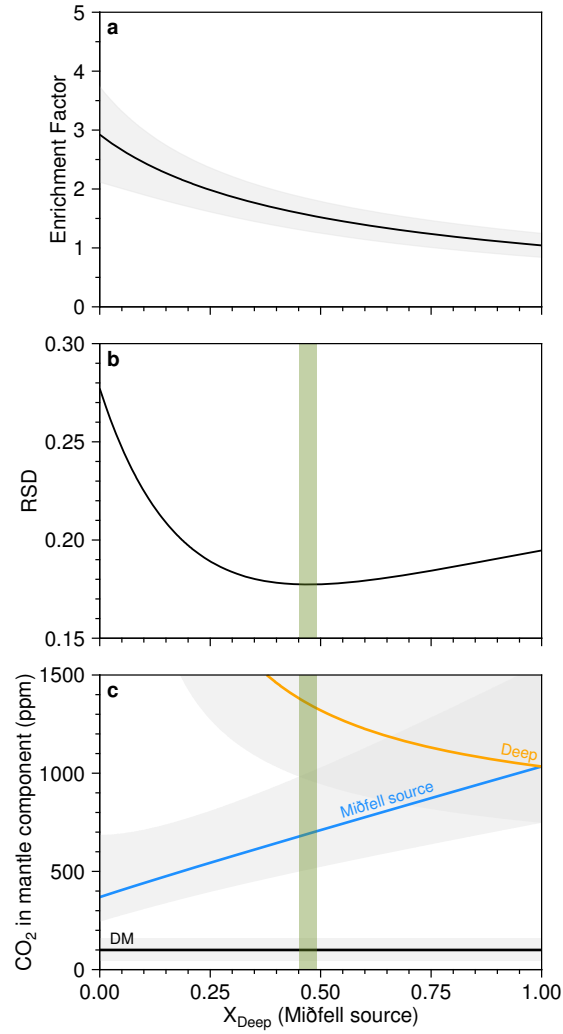 a
Enrichment Factor
5
4
3
2
1
0
b
RSD
0.30
0.25
0.20
0.15
c
CO₂ in mantle component (ppm)
1500
1000
500
0
Deep
Miðfell source
DM
0.00 0.25 0.50 0.75 1.00
X_Deep (Miðfell source)